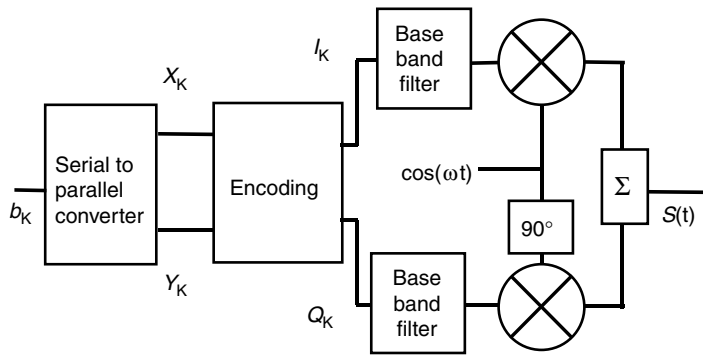 I_K
Base
band
filter
X_K
Serial to
parallel
converter
Encoding
cos(ωt)
Σ
b_K
S(t)
90°
Y_K
Q_K
Base
band
filter